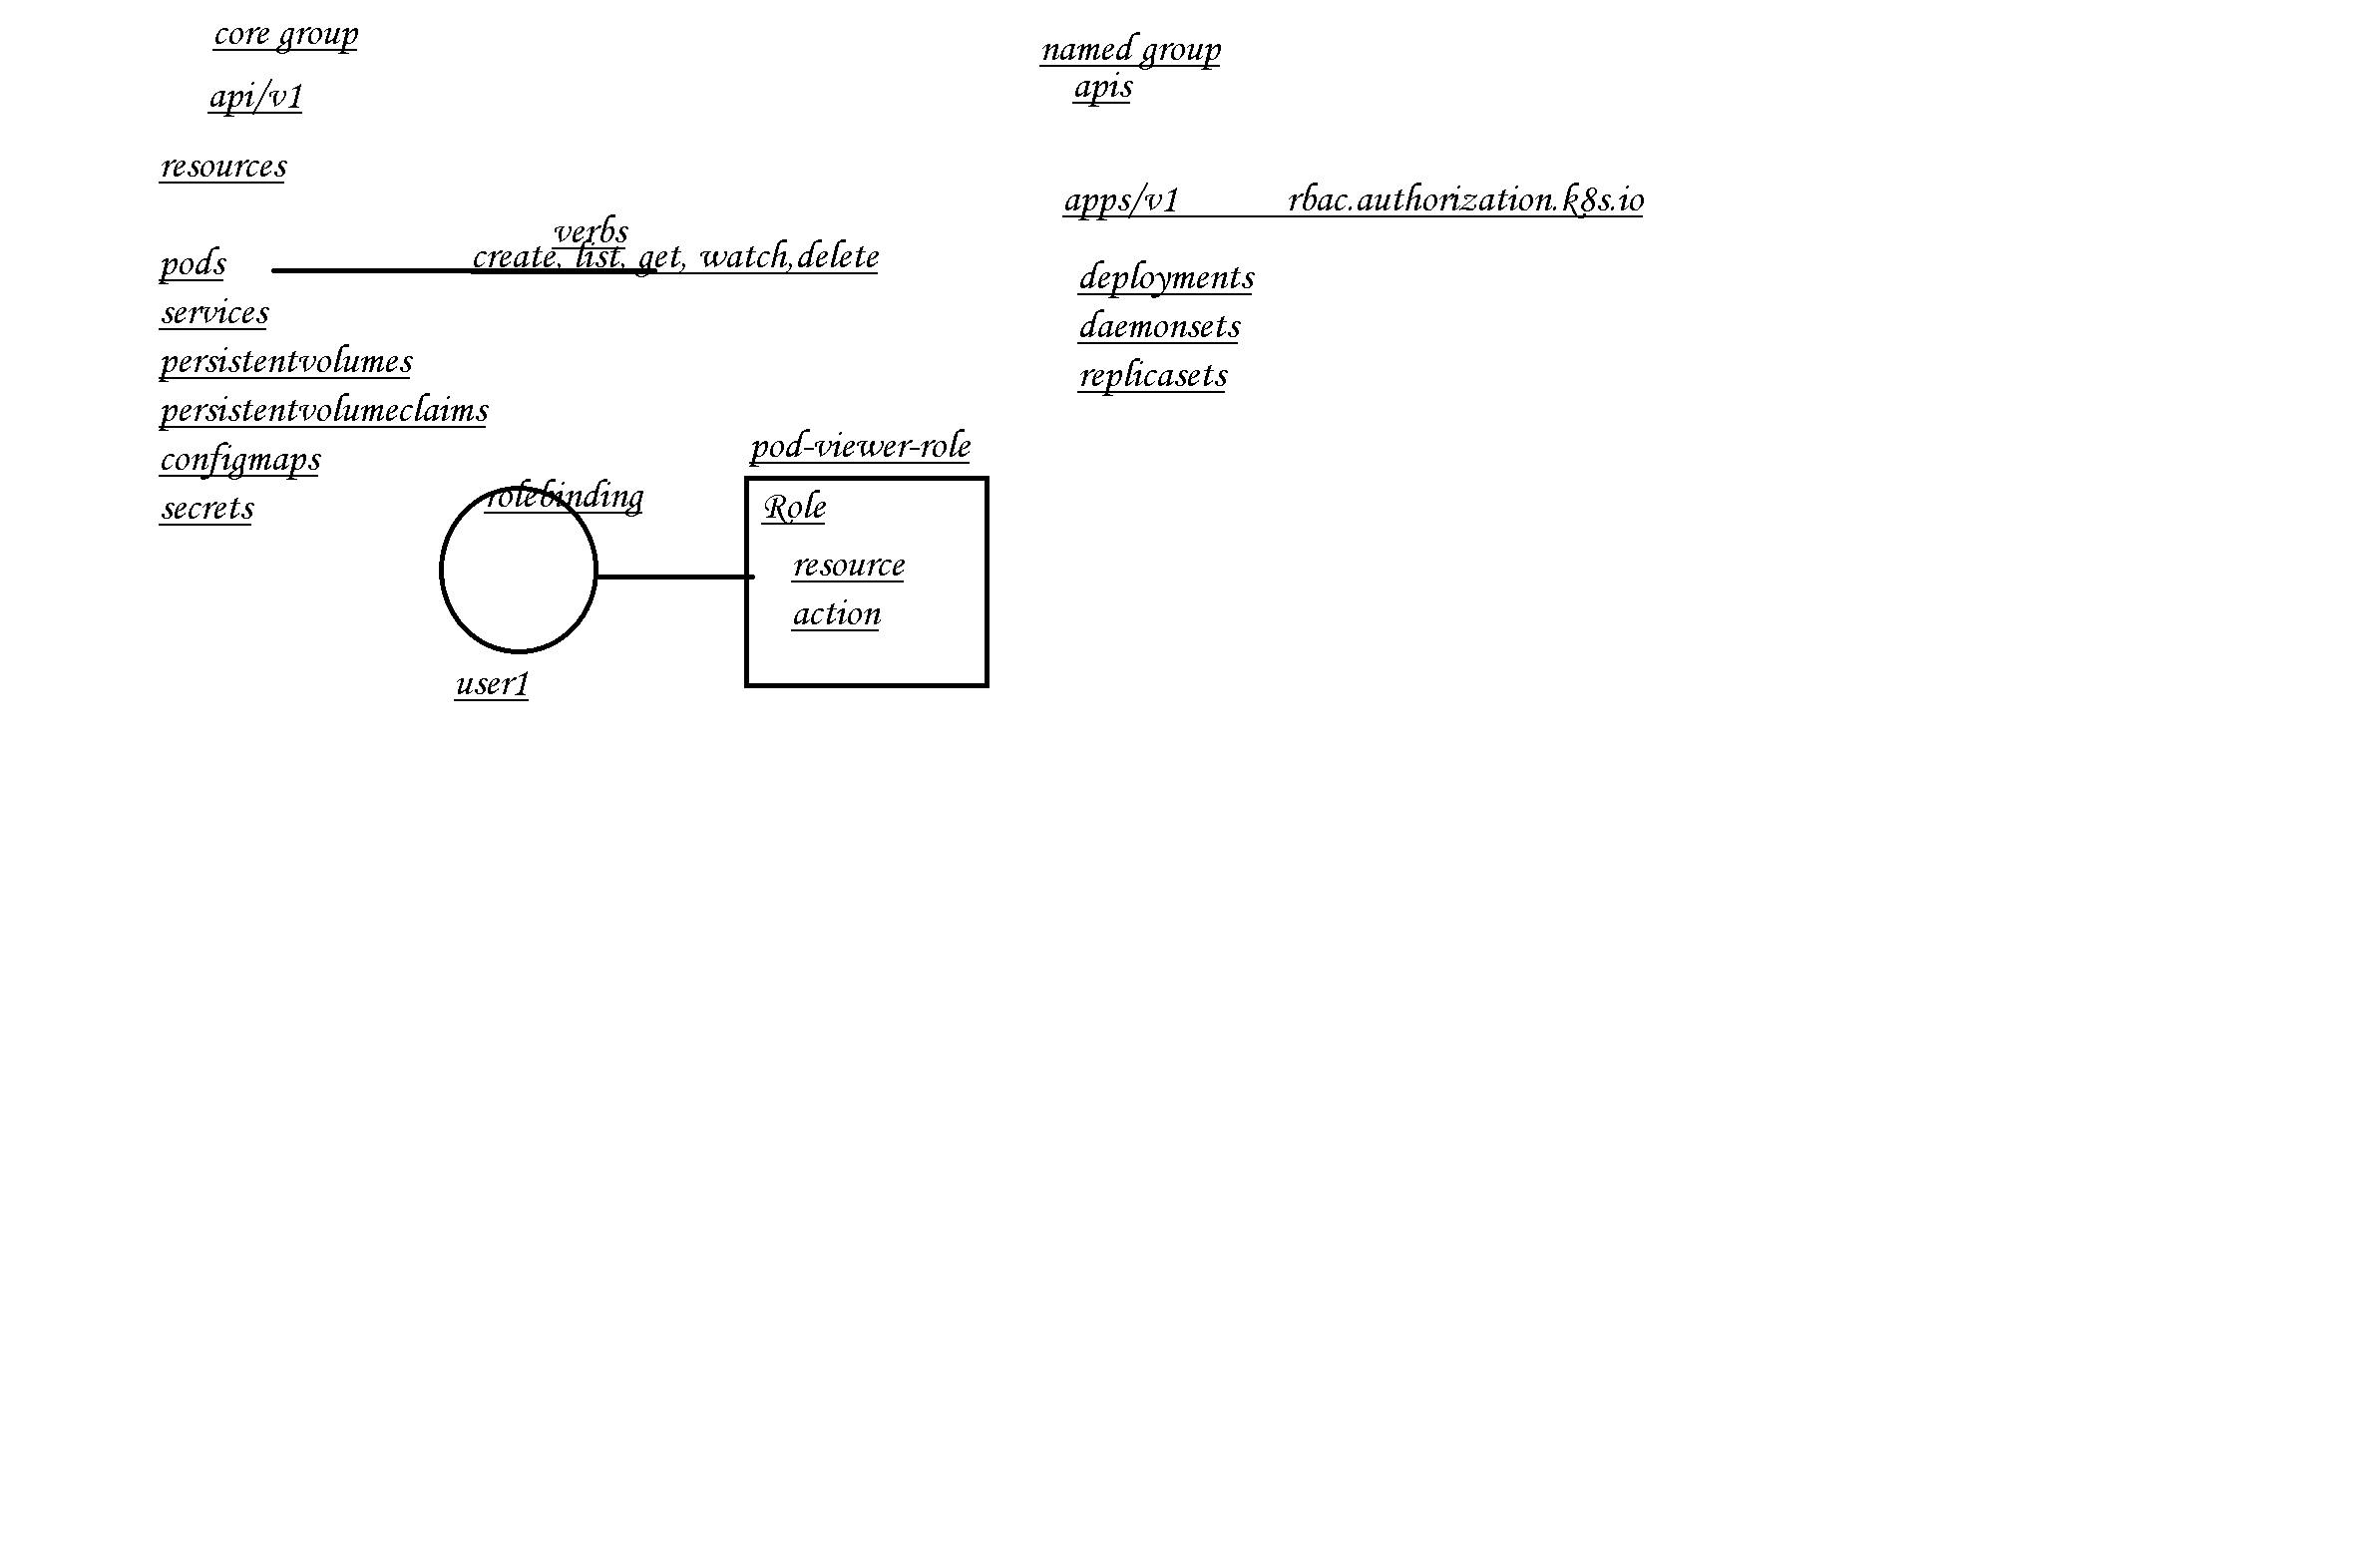 core group
api/v1
resources
verbs
create, list, get, watch,delete
pods
services
persistentvolumes
persistentvolumeclaims
configmaps
secrets
named group
apis
apps/v1 rbac.authorization.k8s.io
deployments
daemonsets
replicasets
rolebinding
user1
pod-viewer-role
Role
resource
action